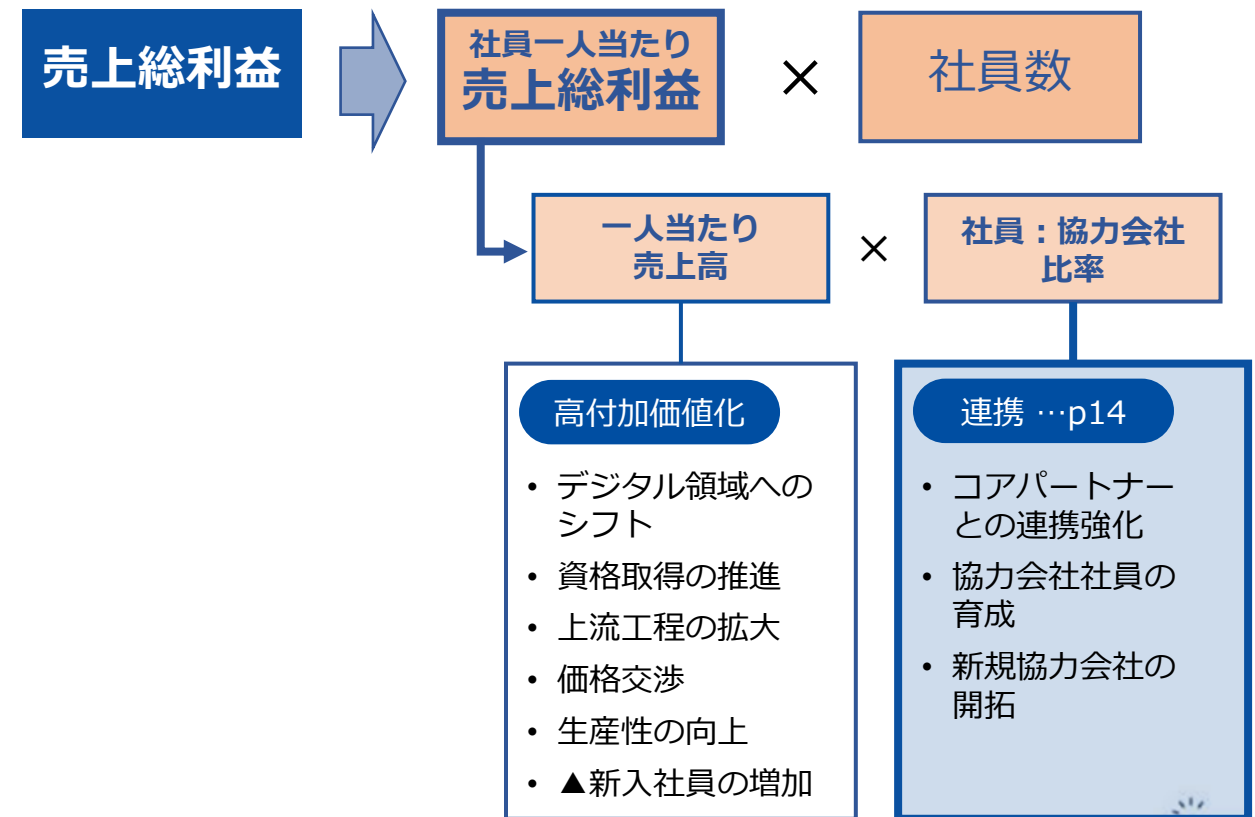 売上総利益
社員一人当たり
売上総利益
×
社員数
一人当たり
売上高
×
社員：協力会社
比率
高付加価値化
• デジタル領域への
シフト
• 資格取得の推進
• 上流工程の拡大
• 価格交渉
• 生産性の向上
• ▲新入社員の増加
連携 …p14
• コアパートナー
との連携強化
• 協力会社社員の
育成
• 新規協力会社の
開拓